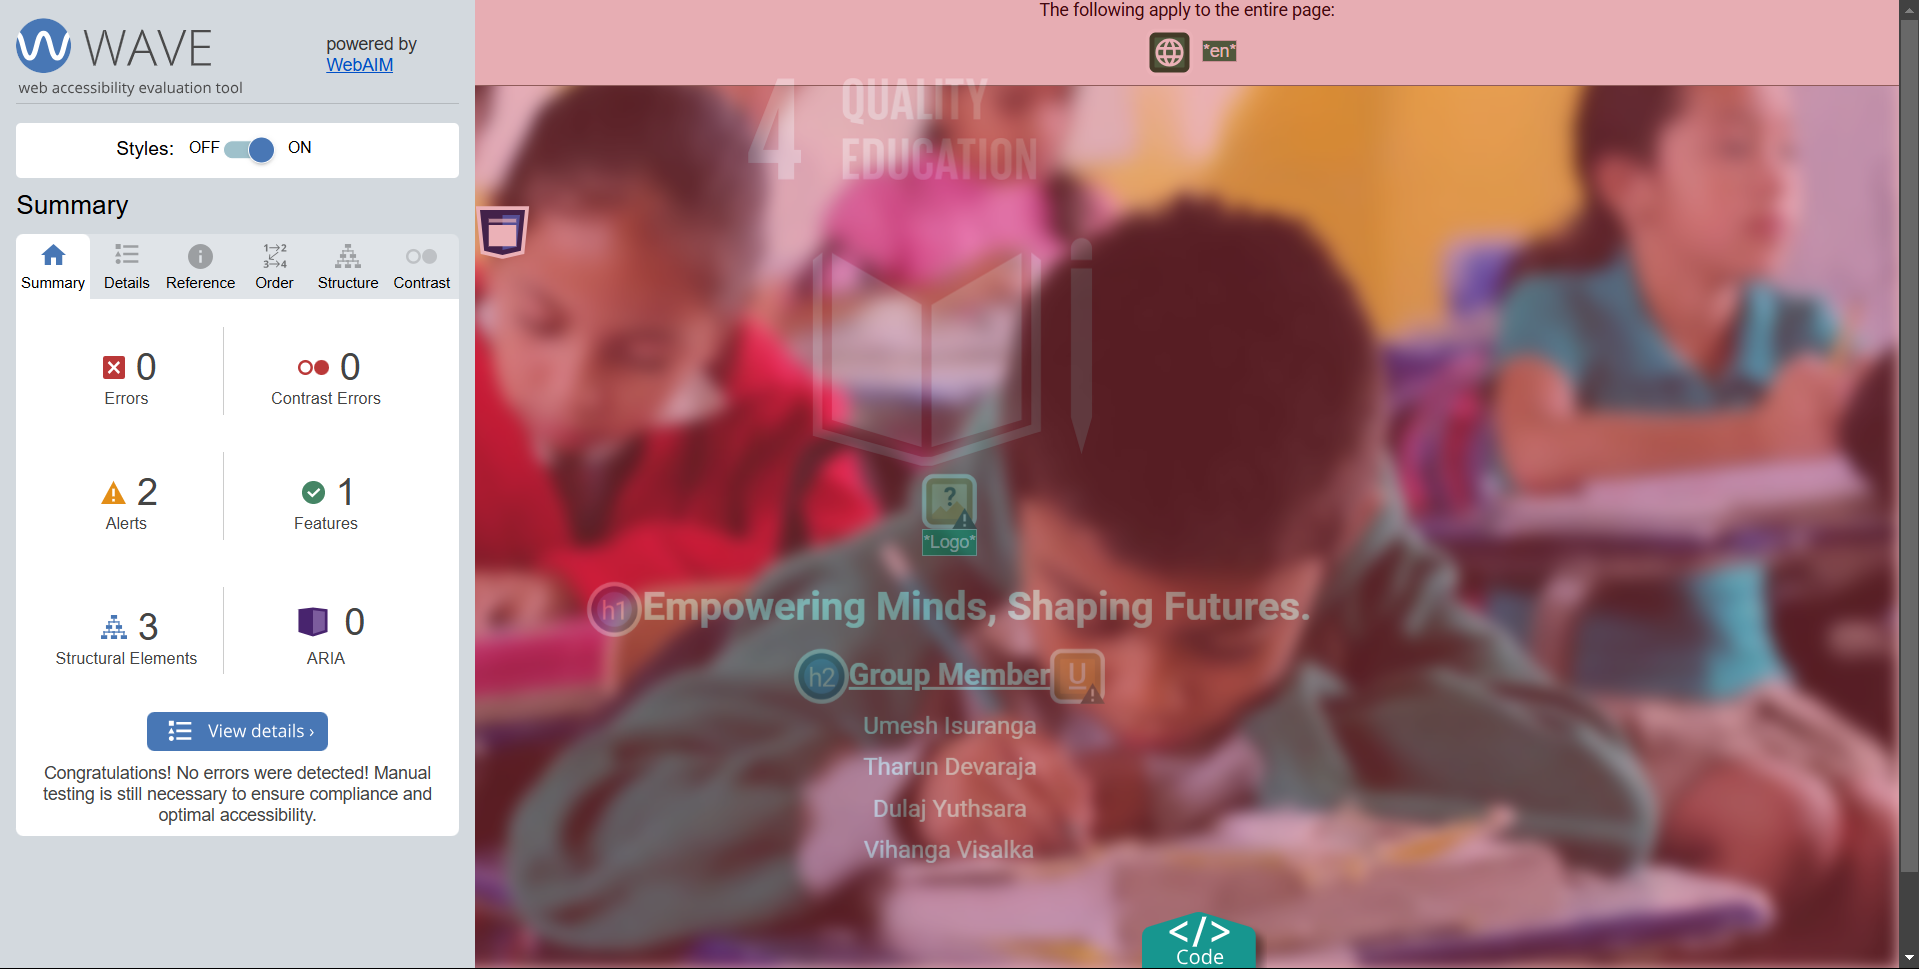 WAVE
powered by
WebAIM
web accessibility evaluation tool
Styles: OFF ON
Summary
Summary Details Reference Order Structure Contrast
1 2
3 4
0 Errors
0 Contrast Errors
2 Alerts
1 Features
3 Structural Elements
0 ARIA
View details ›
Congratulations! No errors were detected! Manual
testing is still necessary to ensure compliance and
optimal accessibility.
The following apply to the entire page:
*en*
4 QUALITY
EDUCATION
?
*Logo*
h1 Empowering Minds, Shaping Futures.
h2 Group Member U
Umesh Isuranga
Tharun Devaraja
Dulaj Yuthsara
Vihanga Visalka
</>
Code